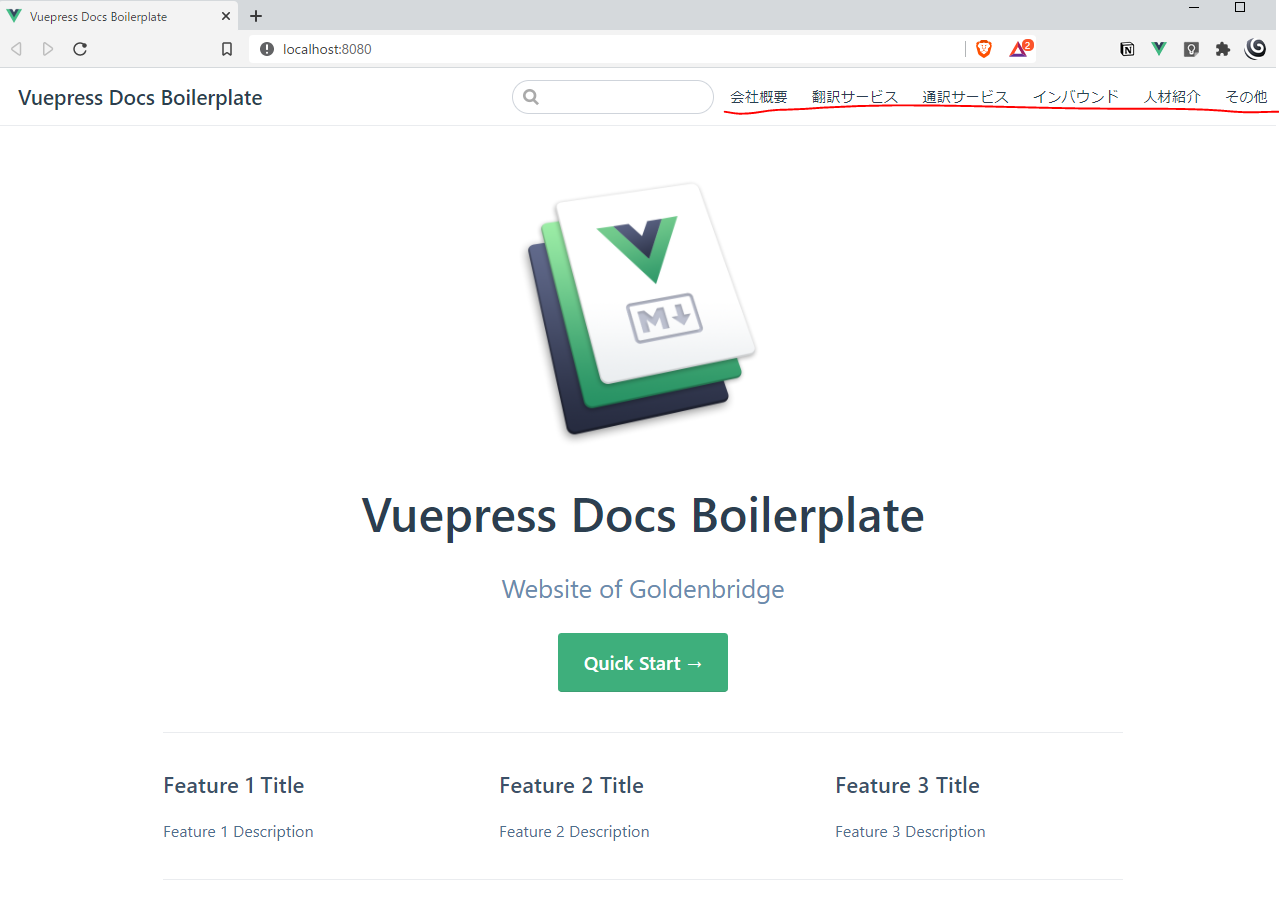 Vuepress Docs Boilerplate
localhost:8080
2
N
Vuepress Docs Boilerplate
会社概要 翻訳サービス 通訳サービス インバウンド 人材紹介 その他
M
Vuepress Docs Boilerplate
Website of Goldenbridge
Quick Start →
Feature 1 Title
Feature 1 Description
Feature 2 Title
Feature 2 Description
Feature 3 Title
Feature 3 Description